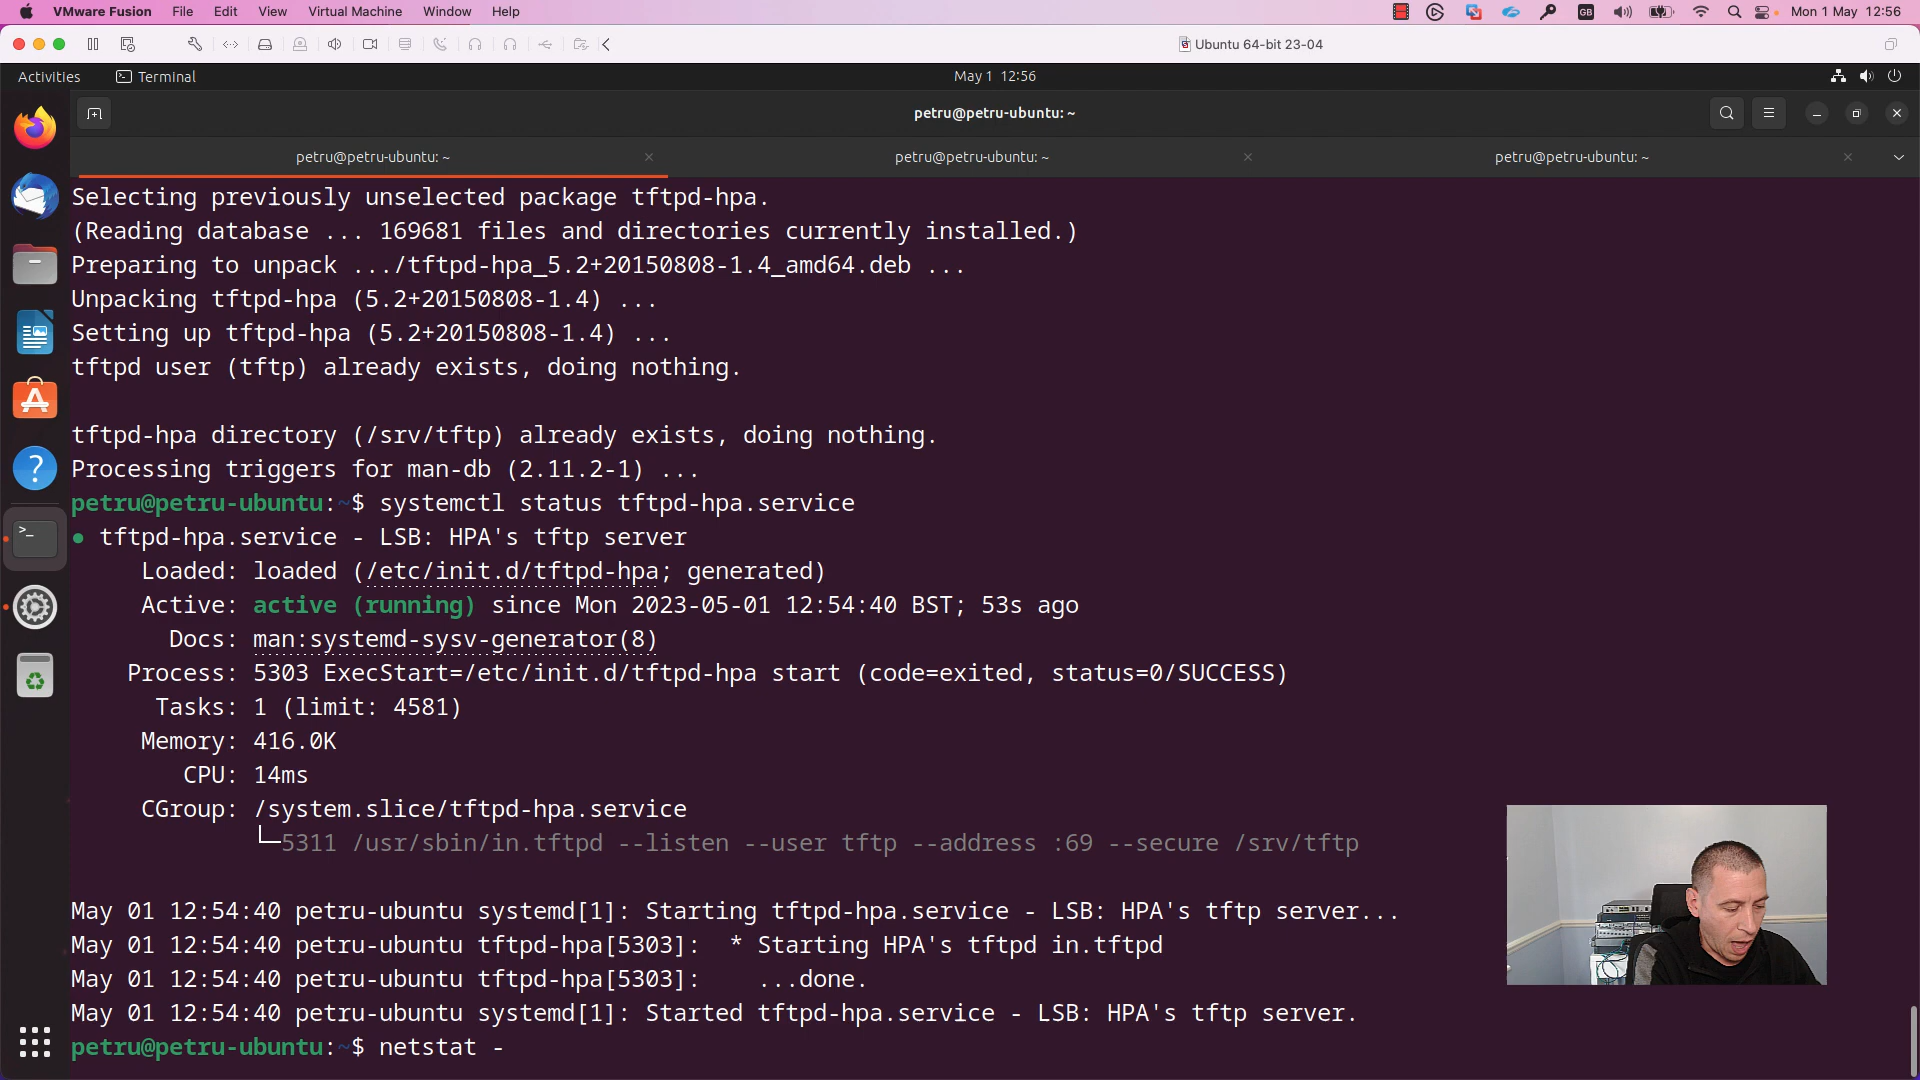 VMware Fusion File Edit View Virtual Machine Window Help GB Mon 1 May 12:56
Ubuntu 64-bit 23-04
Activities Terminal May 1 12:56
petru@petru-ubuntu: ~
petru@petru-ubuntu: ~ petru@petru-ubuntu: ~ petru@petru-ubuntu: ~
Selecting previously unselected package tftpd-hpa.
(Reading database ... 169681 files and directories currently installed.)
Preparing to unpack .../tftpd-hpa_5.2+20150808-1.4_amd64.deb ...
Unpacking tftpd-hpa (5.2+20150808-1.4) ...
Setting up tftpd-hpa (5.2+20150808-1.4) ...
tftpd user (tftp) already exists, doing nothing.
tftpd-hpa directory (/srv/tftp) already exists, doing nothing.
Processing triggers for man-db (2.11.2-1) ...
petru@petru-ubuntu:~$ systemctl status tftpd-hpa.service
● tftpd-hpa.service - LSB: HPA's tftp server
Loaded: loaded (/etc/init.d/tftpd-hpa; generated)
Active: active (running) since Mon 2023-05-01 12:54:40 BST; 53s ago
Docs: man:systemd-sysv-generator(8)
Process: 5303 ExecStart=/etc/init.d/tftpd-hpa start (code=exited, status=0/SUCCESS)
Tasks: 1 (limit: 4581)
Memory: 416.0K
CPU: 14ms
CGroup: /system.slice/tftpd-hpa.service
└─5311 /usr/sbin/in.tftpd --listen --user tftp --address :69 --secure /srv/tftp
May 01 12:54:40 petru-ubuntu systemd[1]: Starting tftpd-hpa.service - LSB: HPA's tftp server...
May 01 12:54:40 petru-ubuntu tftpd-hpa[5303]:  * Starting HPA's tftpd in.tftpd
May 01 12:54:40 petru-ubuntu tftpd-hpa[5303]:    ...done.
May 01 12:54:40 petru-ubuntu systemd[1]: Started tftpd-hpa.service - LSB: HPA's tftp server.
petru@petru-ubuntu:~$ netstat -